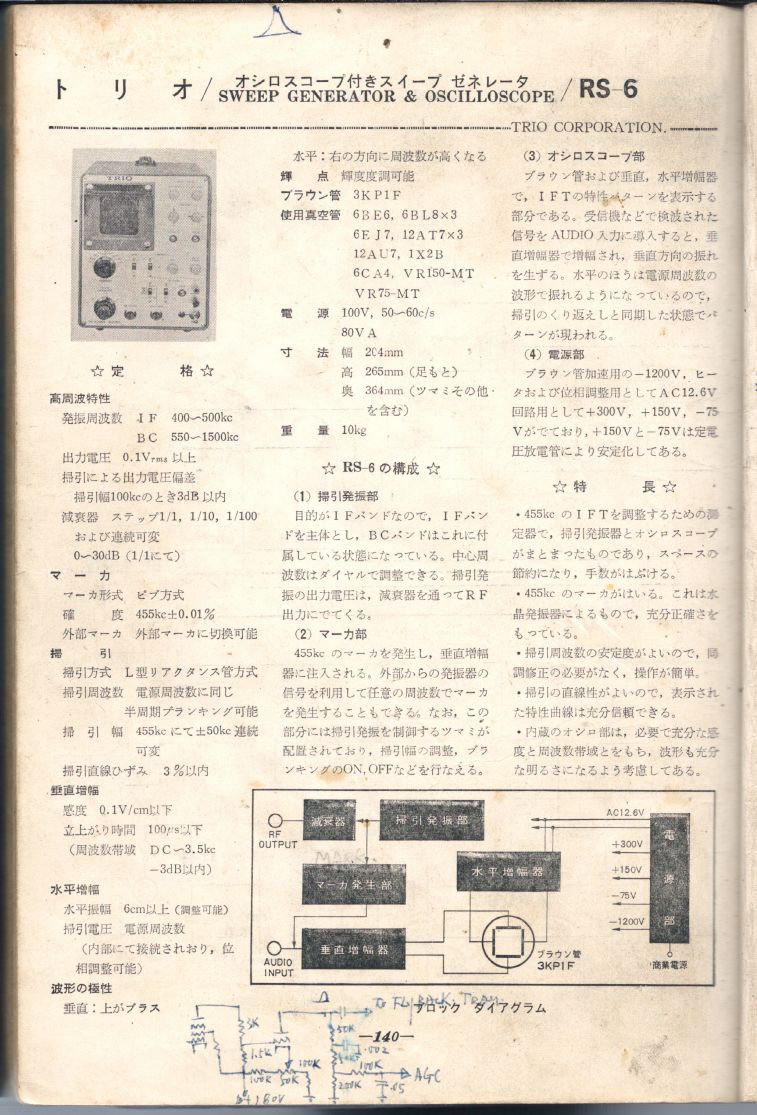 トリオ/オシロスコープ付きスイープ ゼネレータ/RS-6
SWEEP GENERATOR & OSCILLOSCOPE
TRIO CORPORATION.
TRIO
☆定　　格☆
高周波特性
発振周波数　IF　400〜500kc
BC　550〜1500kc
出力電圧　0.1Vrms 以上
掃引による出力電圧偏差
掃引幅100kcのとき3dB以内
減衰器　ステップ1/1, 1/10, 1/100
および連続可変
0〜30dB (1/1にて)
マーカ
マーカ形式　ピプ方式
確　　度　455kc±0.01%
外部マーカ　外部マーカに切換可能
掃　　引
掃引方式　L型リアクタンス管方式
掃引周波数　電源周波数に同じ
半周期ブランキング可能
掃　引　幅　455kcにて±50kc連続
可変
掃引直線ひずみ　3%以内
垂直増幅
感度　0.1V/cm以下
立上がり時間　100μs以下
(周波数帯域　DC〜3.5kc
−3dB以内)
水平増幅
水平振幅　6cm以上 (調整可能)
掃引電圧　電源周波数
(内部にて接続されおり，位
相調整可能)
波形の極性
垂直：上がプラス
水平：右の方向に周波数が高くなる
輝　　点　輝度度調可能
ブラウン管　3KP1F
使用真空管　6BE6, 6BL8×3
6EJ7, 12AT7×3
12AU7, 1X2B
6CA4, VR150-MT
VR75-MT
電　　源　100V, 50〜60c/s
80VA
寸　　法　幅　204mm
高　265mm (足もと)
奥　364mm (ツマミその他
を含む)
重　　量　10kg
☆ RS-6の構成 ☆
(1) 掃引発振部
目的がIFバンドなので，IFバン
ドを主体とし，BCバンドはこれに付
属している状態になっている。中心周
波数はダイヤルで調整できる。掃引発
振の出力電圧は，減衰器を通つてRF
出力にでてくる。
(2) マーカ部
455kcのマーカを発生し，垂直増幅
器に注入される。外部からの発振器の
信号を利用して任意の周波数でマーカ
を発生することもできる。なお，この
部分には掃引発振を制御するツマミが
配置されており，掃引幅の調整，ブラ
ンキングのON, OFFなどを行なえる。
(3) オシロスコープ部
ブラウン管および垂直，水平増幅器
で，IFTの特性パターンを表示する
部分である。受信機などで検波された
信号をAUDIO入力に導入すると，垂
直増幅器で増幅され，垂直方向の振れ
を生ずる。水平のほうは電源周波数の
波形で振れるようになっているので，
掃引のくり返えしと同期した状態でパ
ターンが現われる。
(4) 電源部
ブラウン管加速用の−1200V，ヒー
タおよび位相調整用としてAC12.6V
回路用として+300V，+150V，−75
Vがでており，+150Vと−75Vは定電
圧放電管により安定化してある。
☆特　　長☆
・455kcのIFTを調整するための測
定器で，掃引発振器とオシロスコープ
がまとまつたものであり，スペースの
節約になり，手数がはぶける。
・455kcのマーカがはいる。これは水
晶発振器によるもので，充分正確さを
もっている。
・掃引周波数の安定度がよいので，同
調修正の必要がなく，操作が簡単。
・掃引の直線性がよいので，表示され
た特性曲線は充分信頼できる。
・内蔵のオシロ部は，必要で充分な感
度と周波数帯域とをもち，波形も充分
な明るさになるよう考慮してある。
RF
OUTPUT
減衰器
掃引発振部
MARK.
マーカ発生部
水平増幅器
AUDIO
INPUT
垂直増幅器
ブラウン管
3KP1F
AC12.6V
+300V
+150V
−75V
−1200V
電源部
商業電源
ブロック ダイアグラム
To FLYBACK TRAN.
3K
1.5K
100K
50K
100K
50K
.002
100K
200K
.05
AGC
—140—